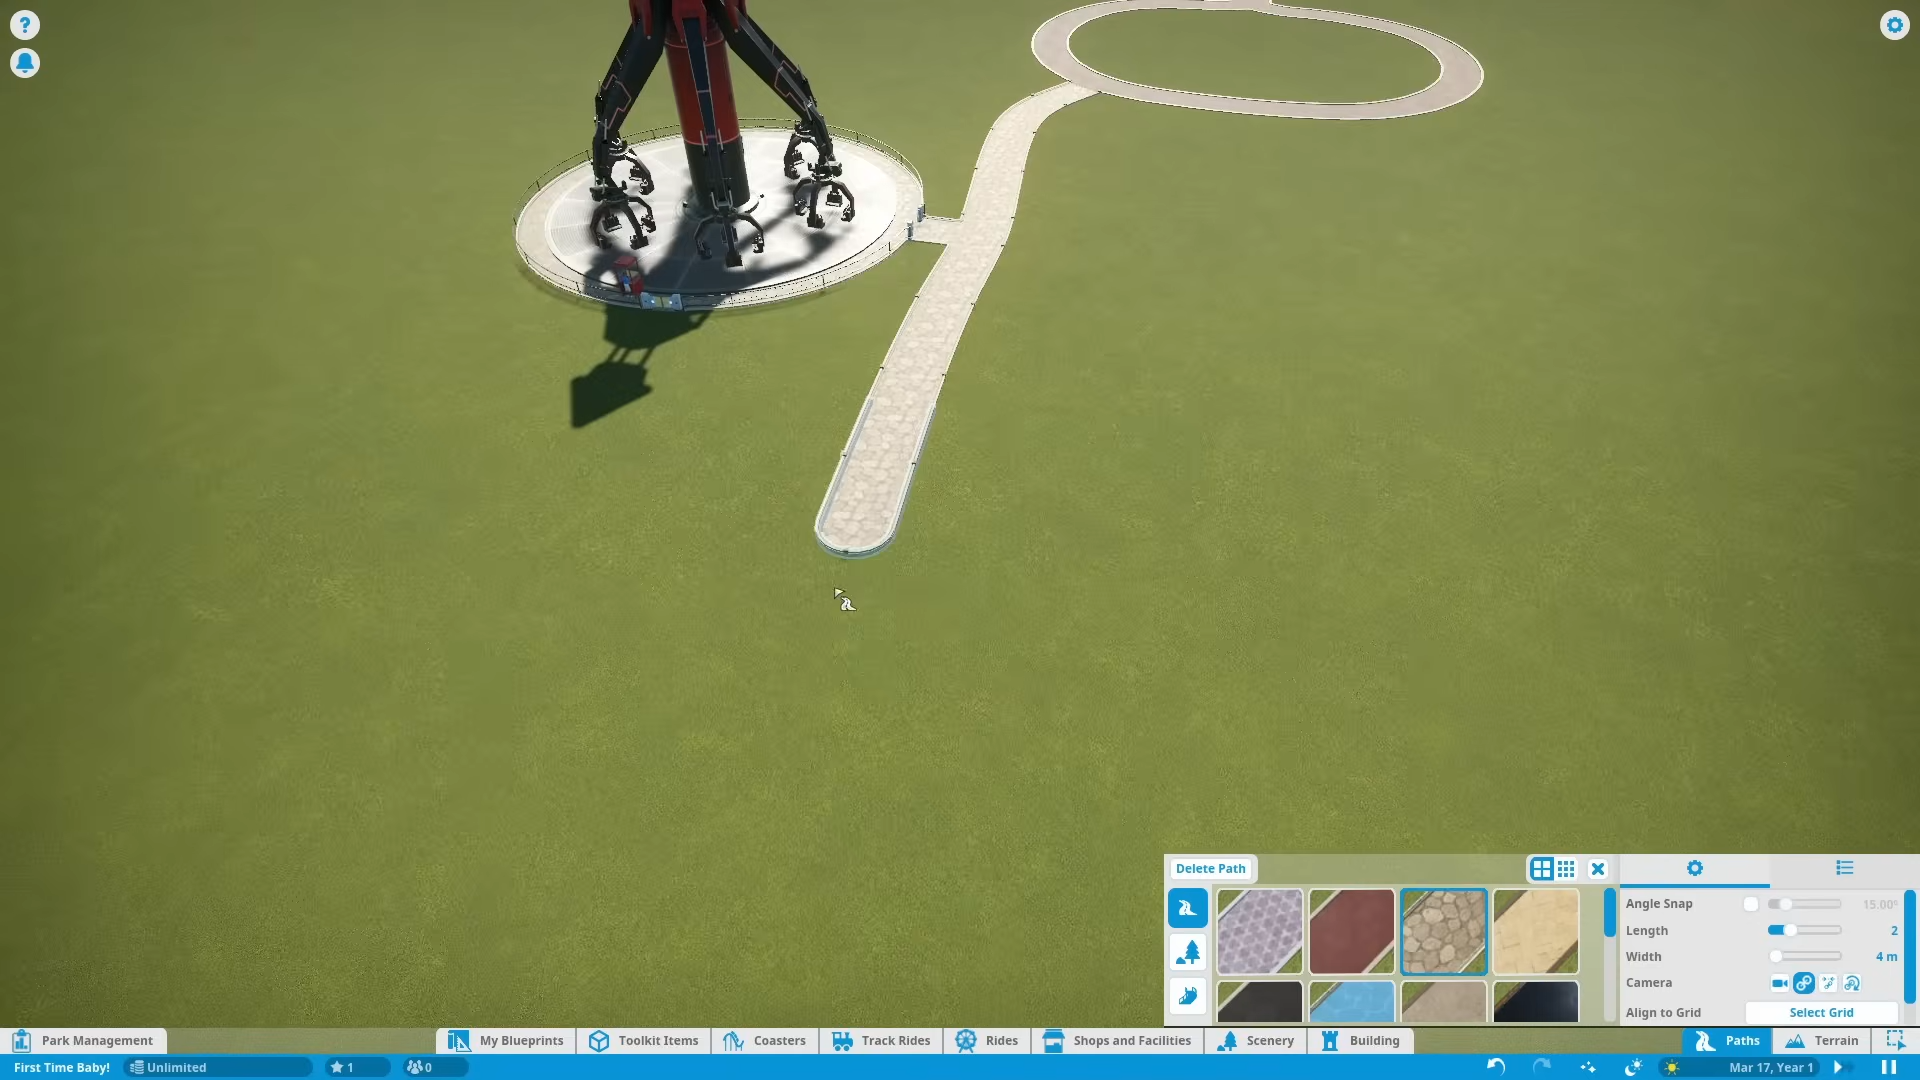 ?
Delete Path
Angle Snap 15.00°
Length 2
Width 4 m
Camera
Align to Grid Select Grid
Park Management My Blueprints Toolkit Items Coasters Track Rides Rides Shops and Facilities Scenery Building Paths Terrain
First Time Baby! Unlimited 1 0 Mar 17, Year 1